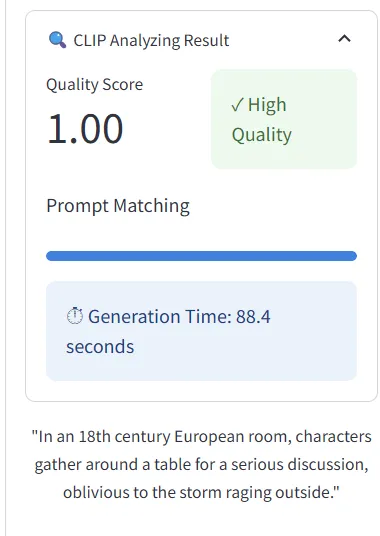 CLIP Analyzing Result
Quality Score
1.00
✓ High
Quality
Prompt Matching
Generation Time: 88.4
seconds
"In an 18th century European room, characters
gather around a table for a serious discussion,
oblivious to the storm raging outside."